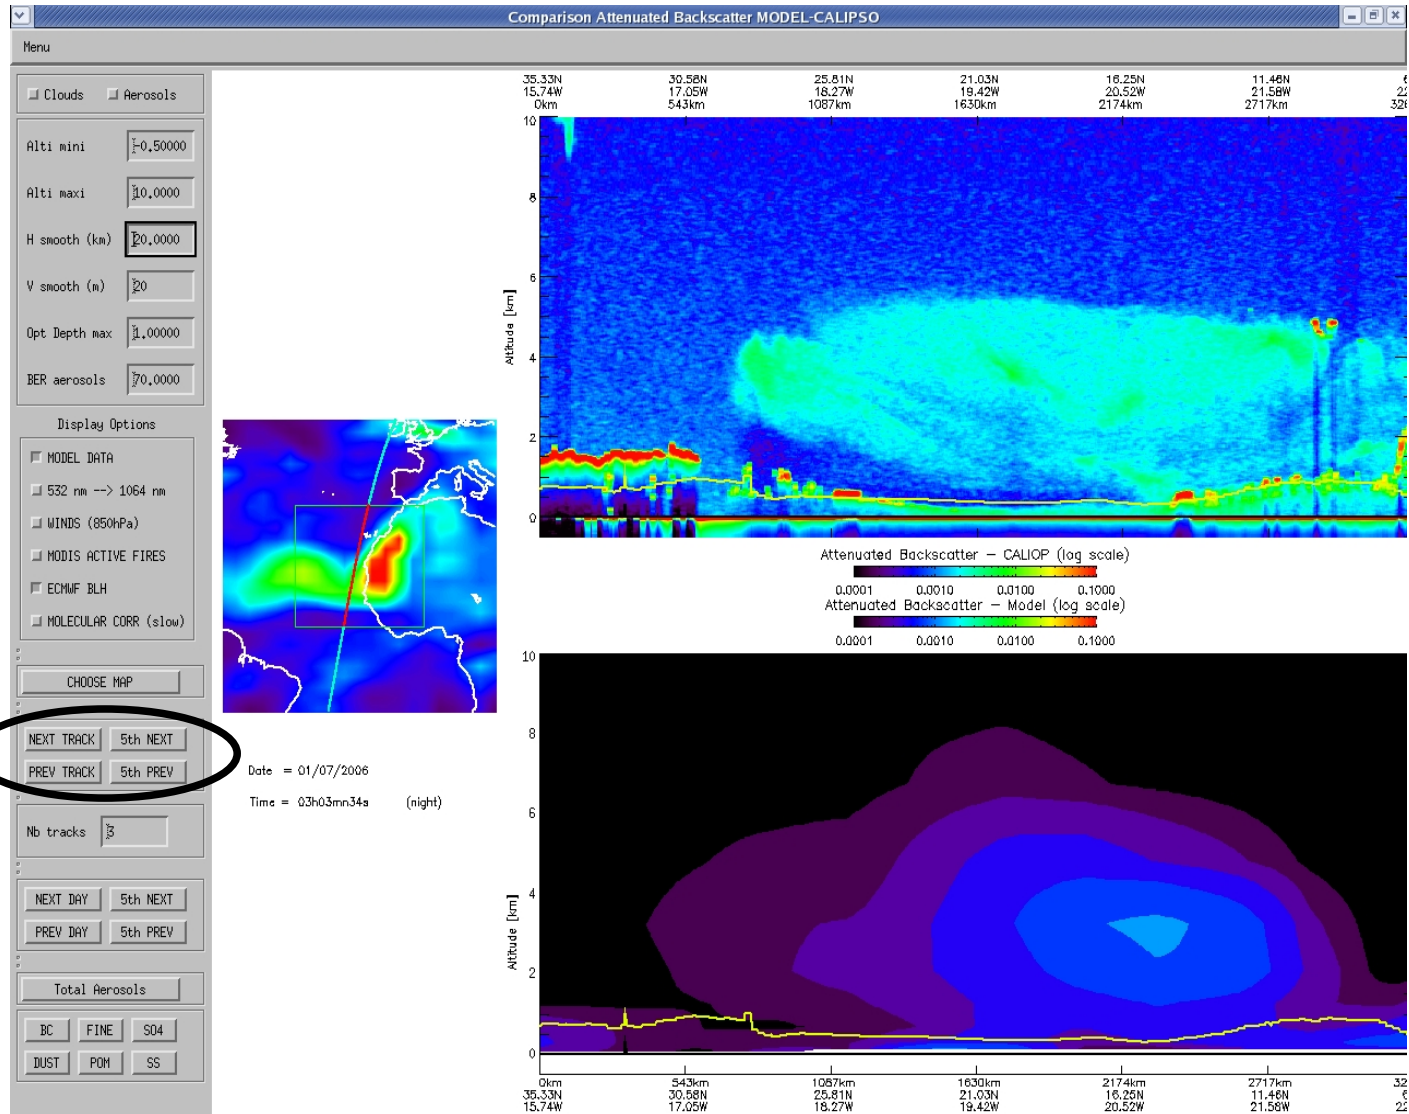 Comparison Attenuated Backscatter MODEL-CALIPSO
Menu
Clouds Aerosols
Alti mini -0.50000
Alti maxi 10.0000
H smooth (km) 20.0000
V smooth (m) 20
Opt Depth max 1.00000
BER aerosols 70.0000
Display Options
MODEL DATA
532 nm --> 1064 nm
WINDS (850hPa)
MODIS ACTIVE FIRES
ECMWF BLH
MOLECULAR CORR (slow)
CHOOSE MAP
NEXT TRACK 5th NEXT
PREV TRACK 5th PREV
Nb tracks 3
NEXT DAY 5th NEXT
PREV DAY 5th PREV
Total Aerosols
BC FINE SO4
DUST POM SS
Date = 01/07/2006
Time = 03h03mn34s (night)
35.33N 30.58N 25.81N 21.03N 16.25N 11.46N
15.74W 17.05W 18.27W 19.42W 20.52W 21.58W
0km 543km 1087km 1630km 2174km 2717km
10
8
6
4
2
0
Altitude [km]
Attenuated Backscatter – CALIOP (log scale)
0.0001 0.0010 0.0100 0.1000
Attenuated Backscatter – Model (log scale)
0.0001 0.0010 0.0100 0.1000
10
8
6
4
2
0
Altitude [km]
0km 543km 1087km 1630km 2174km 2717km
35.33N 30.58N 25.81N 21.03N 16.25N 11.46N
15.74W 17.05W 18.27W 19.42W 20.52W 21.58W